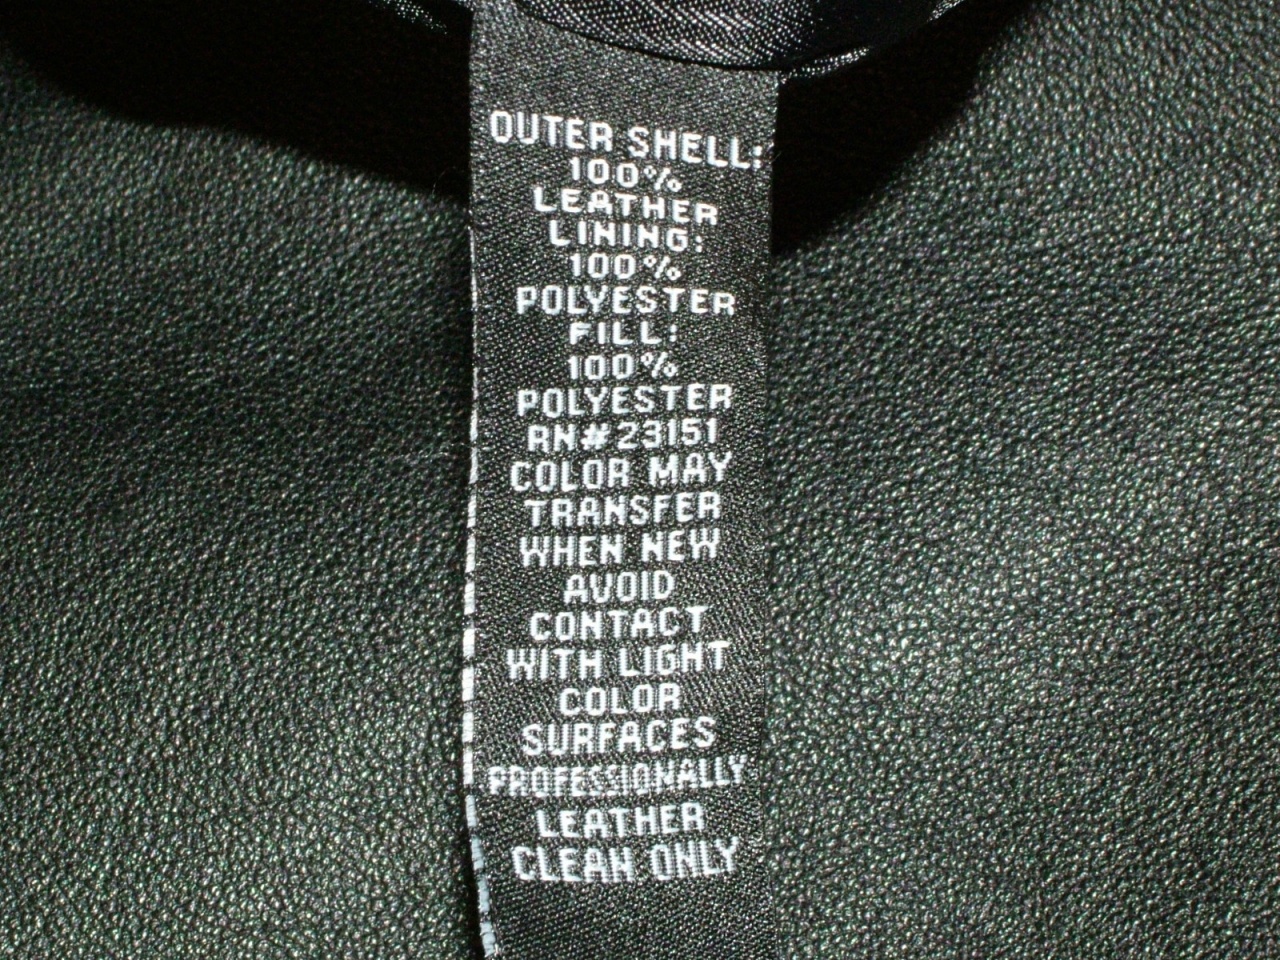 OUTER SHELL:
100%
LEATHER
LINING:
100%
POLYESTER
FILL:
100%
POLYESTER
RN#23151
COLOR MAY
TRANSFER
WHEN NEW
AVOID
CONTACT
WITH LIGHT
COLOR
SURFACES
PROFESSIONALLY
LEATHER
CLEAN ONLY